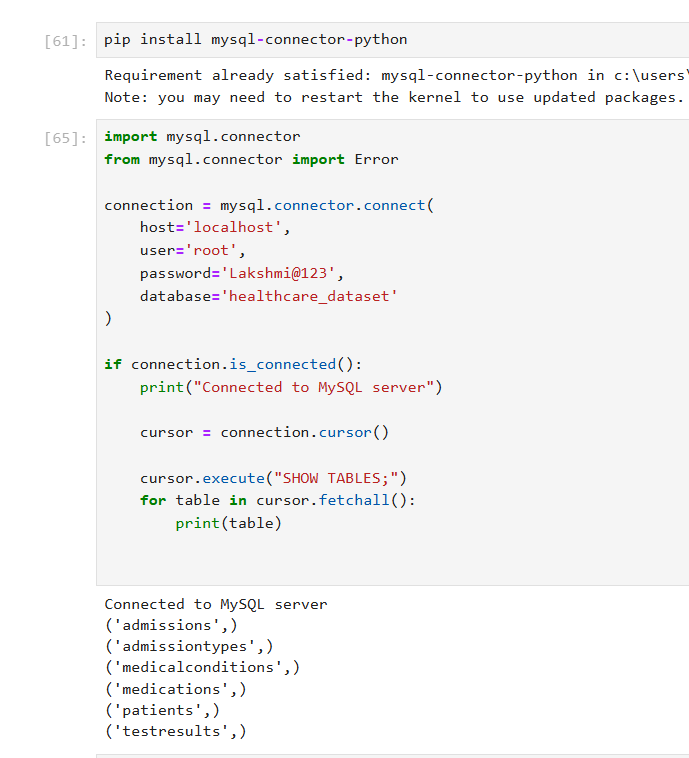 [61]: pip install mysql-connector-python
Requirement already satisfied: mysql-connector-python in c:\users\
Note: you may need to restart the kernel to use updated packages.
[65]: import mysql.connector
from mysql.connector import Error
connection = mysql.connector.connect(
    host='localhost',
    user='root',
    password='Lakshmi@123',
    database='healthcare_dataset'
)
if connection.is_connected():
    print("Connected to MySQL server")
    cursor = connection.cursor()
    cursor.execute("SHOW TABLES;")
    for table in cursor.fetchall():
        print(table)
Connected to MySQL server
('admissions',)
('admissiontypes',)
('medicalconditions',)
('medications',)
('patients',)
('testresults',)